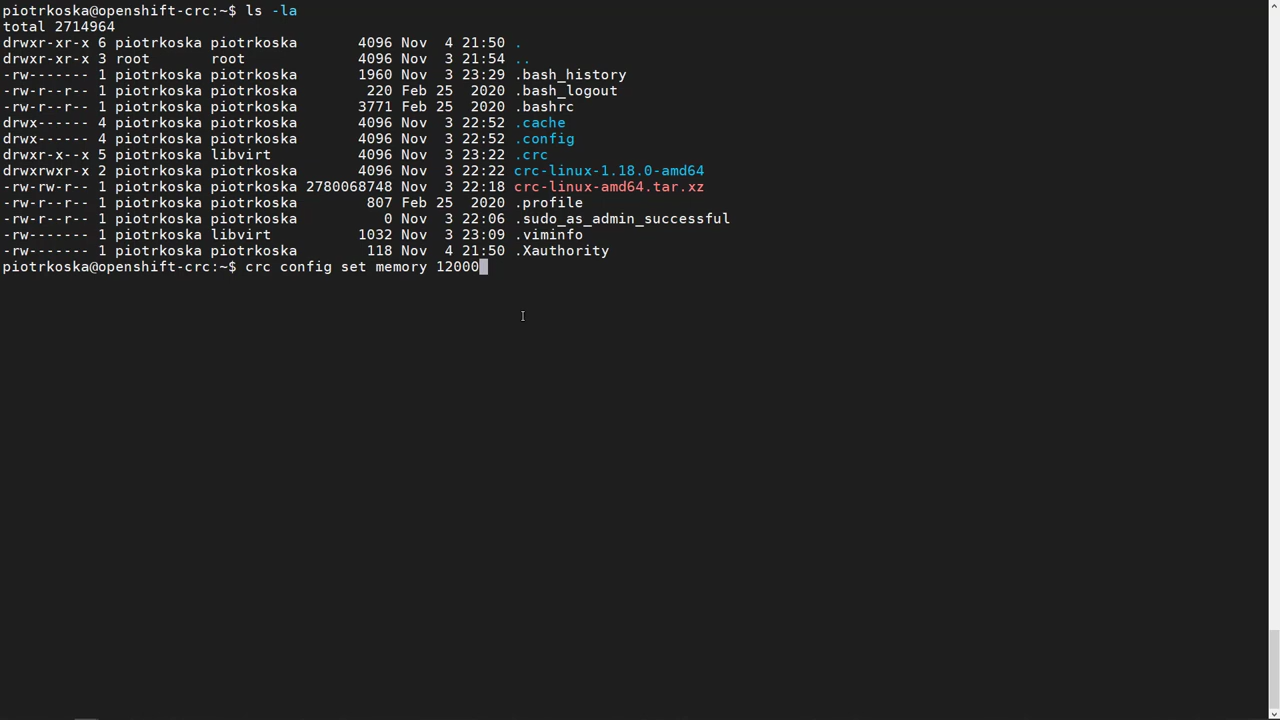 piotrkoska@openshift-crc:~$ ls -la
total 2714964
drwxr-xr-x 6 piotrkoska piotrkoska       4096 Nov  4 21:50 .
drwxr-xr-x 3 root       root             4096 Nov  3 21:54 ..
-rw------- 1 piotrkoska piotrkoska       1960 Nov  3 23:29 .bash_history
-rw-r--r-- 1 piotrkoska piotrkoska        220 Feb 25  2020 .bash_logout
-rw-r--r-- 1 piotrkoska piotrkoska       3771 Feb 25  2020 .bashrc
drwx------ 4 piotrkoska piotrkoska       4096 Nov  3 22:52 .cache
drwx------ 4 piotrkoska piotrkoska       4096 Nov  3 22:52 .config
drwxr-x--x 5 piotrkoska libvirt          4096 Nov  3 23:22 .crc
drwxrwxr-x 2 piotrkoska piotrkoska       4096 Nov  3 22:22 crc-linux-1.18.0-amd64
-rw-rw-r-- 1 piotrkoska piotrkoska 2780068748 Nov  3 22:18 crc-linux-amd64.tar.xz
-rw-r--r-- 1 piotrkoska piotrkoska        807 Feb 25  2020 .profile
-rw-r--r-- 1 piotrkoska piotrkoska          0 Nov  3 22:06 .sudo_as_admin_successful
-rw------- 1 piotrkoska libvirt          1032 Nov  3 23:09 .viminfo
-rw------- 1 piotrkoska piotrkoska        118 Nov  4 21:50 .Xauthority
piotrkoska@openshift-crc:~$ crc config set memory 12000